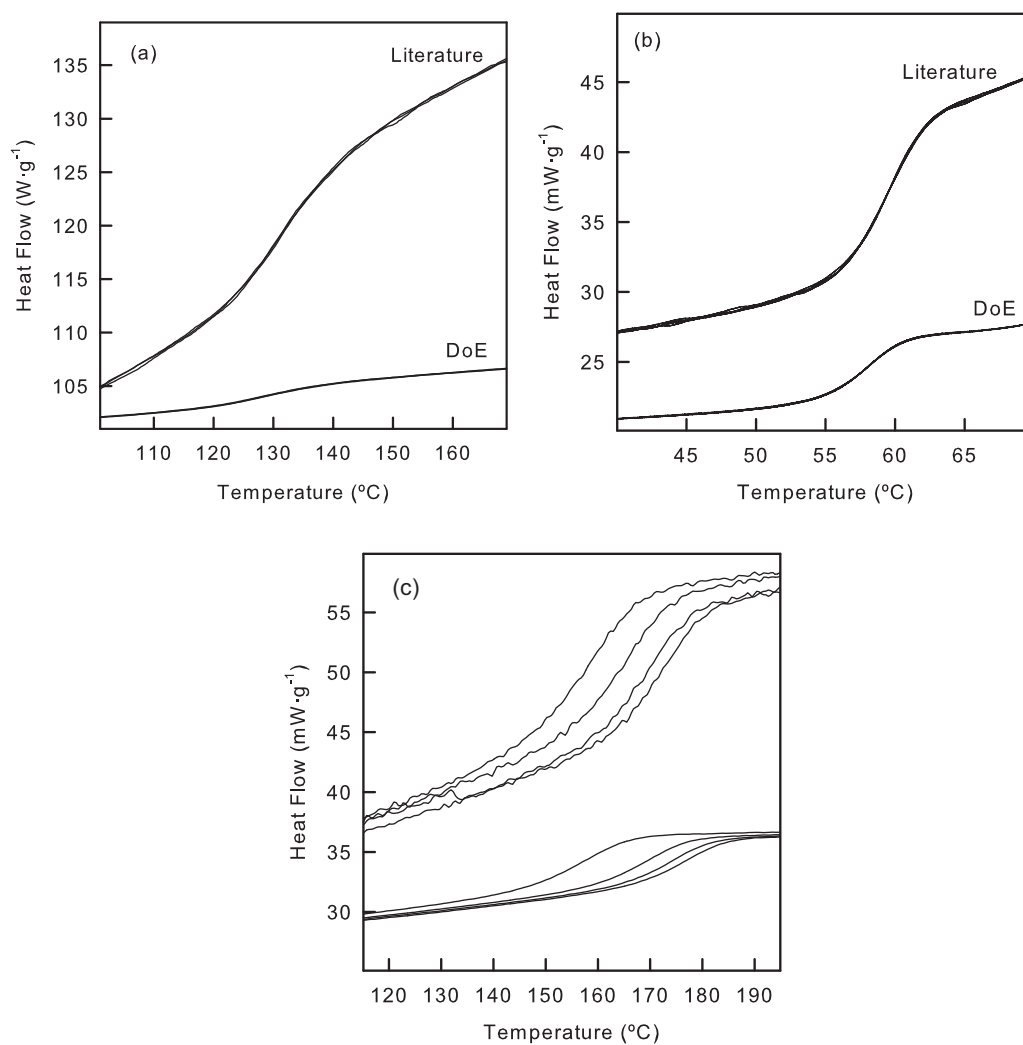 (a)
Literature
135
130
125
120
115
110
105
DoE
Heat Flow (W·g⁻¹)
110 120 130 140 150 160
Temperature (ºC)
(b)
Literature
45
40
35
30
25
DoE
Heat Flow (mW·g⁻¹)
45 50 55 60 65
Temperature (ºC)
(c)
55
50
45
40
35
30
Heat Flow (mW·g⁻¹)
120 130 140 150 160 170 180 190
Temperature (ºC)